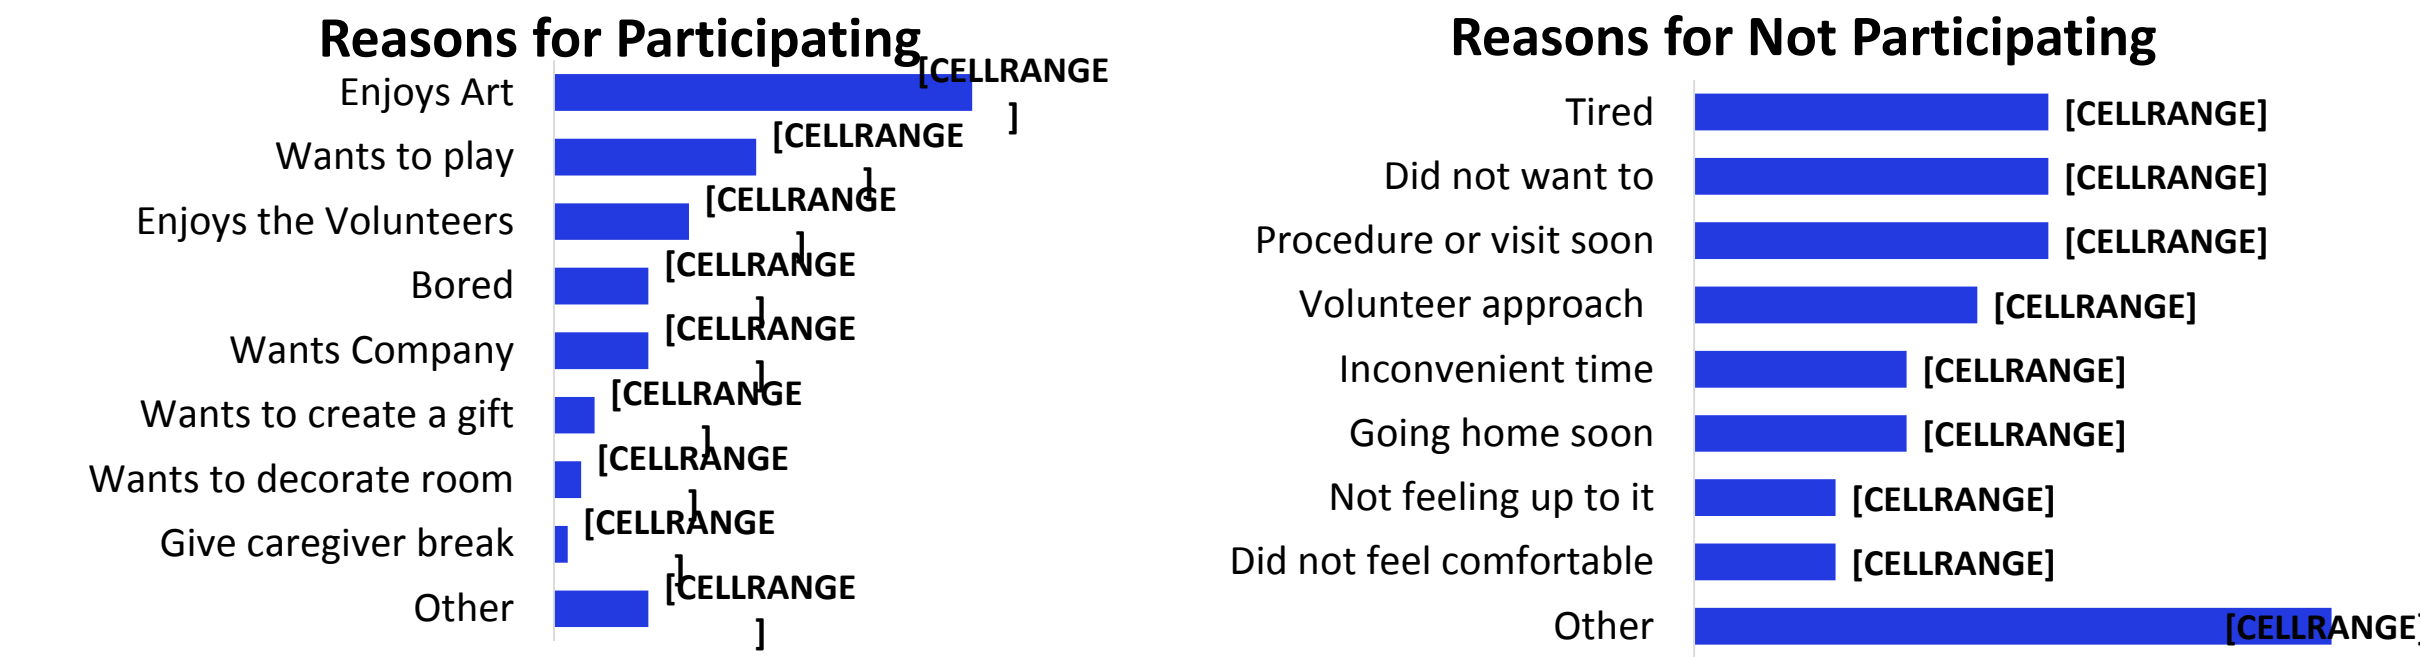 Reasons for Participating
Enjoys Art [CELLRANGE
]
Wants to play [CELLRANGE
]
Enjoys the Volunteers [CELLRANGE
]
Bored [CELLRANGE
]
Wants Company [CELLRANGE
]
Wants to create a gift [CELLRANGE
]
Wants to decorate room [CELLRANGE
]
Give caregiver break [CELLRANGE
]
Other [CELLRANGE
]
Reasons for Not Participating
Tired [CELLRANGE]
Did not want to [CELLRANGE]
Procedure or visit soon [CELLRANGE]
Volunteer approach [CELLRANGE]
Inconvenient time [CELLRANGE]
Going home soon [CELLRANGE]
Not feeling up to it [CELLRANGE]
Did not feel comfortable [CELLRANGE]
Other [CELLRANGE]